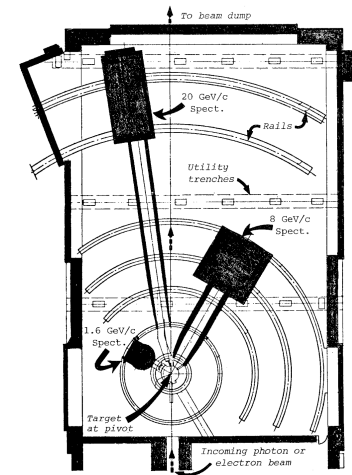 To beam dump
20 GeV/c
Spect.
Rails
Utility
trenches
8 GeV/c
Spect.
1.6 GeV/c
Spect.
Target
at pivot
Incoming photon or
electron beam